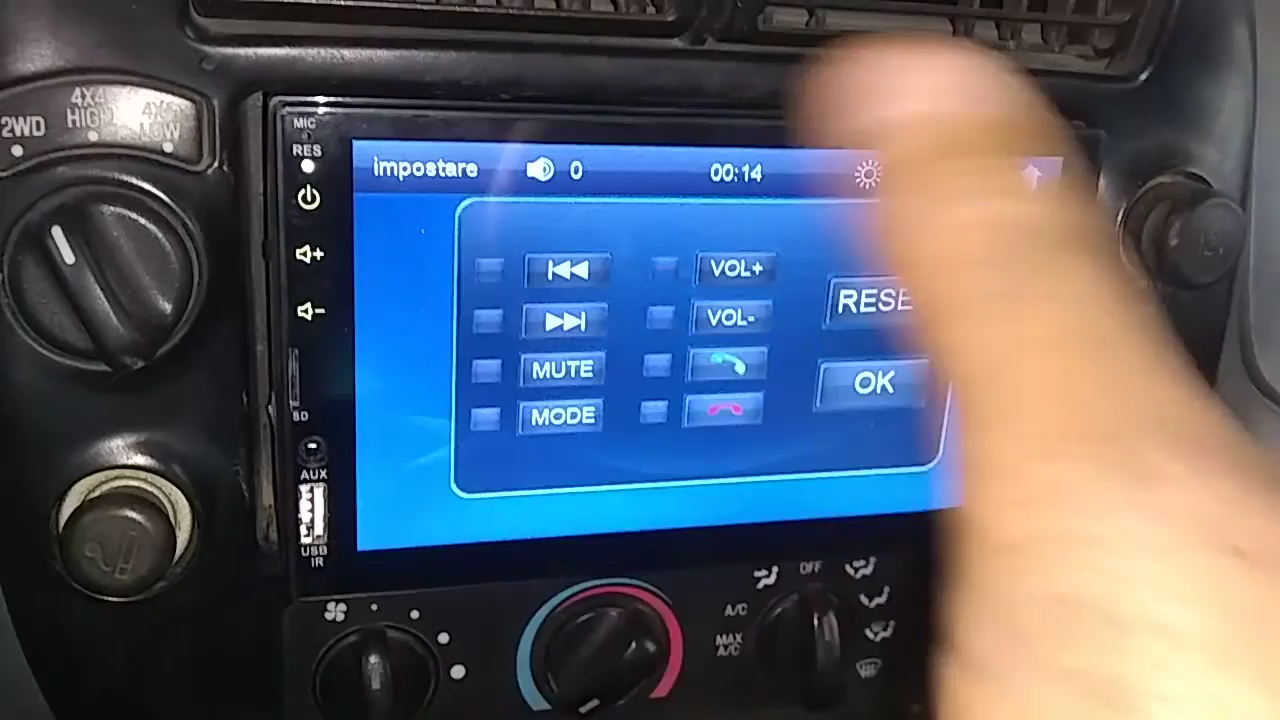 2WD
4X4
HIGH
4X4
LOW
MIC
RES
impostare
0
00:14
VOL+
VOL-
MUTE
MODE
RESE
OK
SD
AUX
USB
IR
OFF
A/C
MAX
A/C